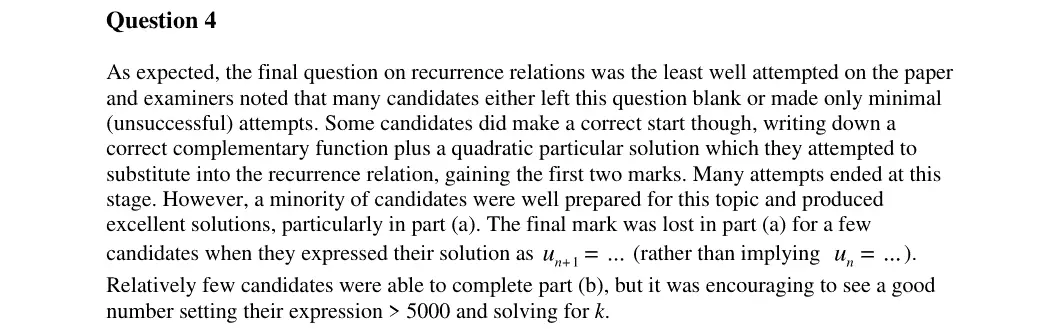 Question 4
As expected, the final question on recurrence relations was the least well attempted on the paper
and examiners noted that many candidates either left this question blank or made only minimal
(unsuccessful) attempts. Some candidates did make a correct start though, writing down a
correct complementary function plus a quadratic particular solution which they attempted to
substitute into the recurrence relation, gaining the first two marks. Many attempts ended at this
stage. However, a minority of candidates were well prepared for this topic and produced
excellent solutions, particularly in part (a). The final mark was lost in part (a) for a few
candidates when they expressed their solution as uₙ₊₁ = ... (rather than implying uₙ = ...).
Relatively few candidates were able to complete part (b), but it was encouraging to see a good
number setting their expression > 5000 and solving for k.